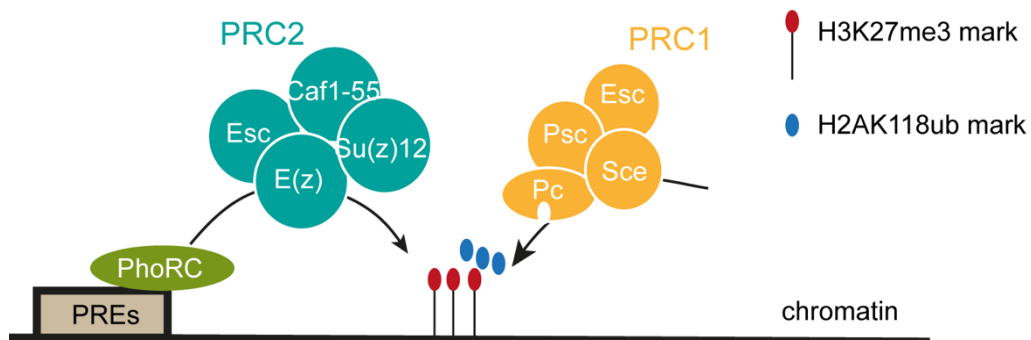 PRC2
Caf1-55
Esc
Su(z)12
E(z)
PhoRC
PREs
PRC1
Esc
Psc
Sce
Pc
H3K27me3 mark
H2AK118ub mark
chromatin